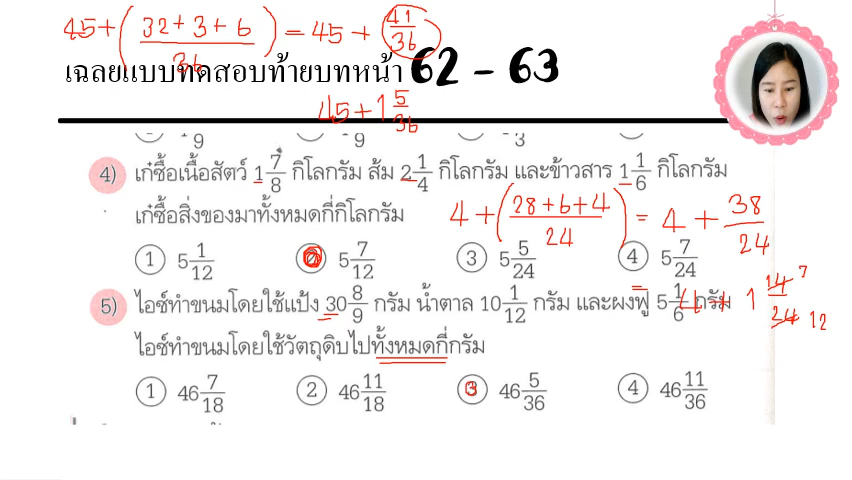 45 + (32 + 3 + 6 / 36) = 45 + 41/36
เฉลยแบบทดสอบท้ายบทหน้า 62 - 63
45 + 1 5/36
4) เก๋ซื้อเนื้อสัตว์ 1 7/8 กิโลกรัม ส้ม 2 1/4 กิโลกรัม และข้าวสาร 1 1/6 กิโลกรัม
เก๋ซื้อสิ่งของมาทั้งหมดกี่กิโลกรัม
4 + (28 + 6 + 4 / 24) = 4 + 38/24
1 5 1/12 2 5 7/12 3 5 5/24 4 5 7/24
= 4 + 1 14/24 7 12
5) ไอซ์ทำขนมโดยใช้แป้ง 30 8/9 กรัม น้ำตาล 10 1/12 กรัม และผงฟู 5 1/6 กรัม
ไอซ์ทำขนมโดยใช้วัตถุดิบไปทั้งหมดกี่กรัม
1 46 7/18 2 46 11/18 3 46 5/36 4 46 11/36